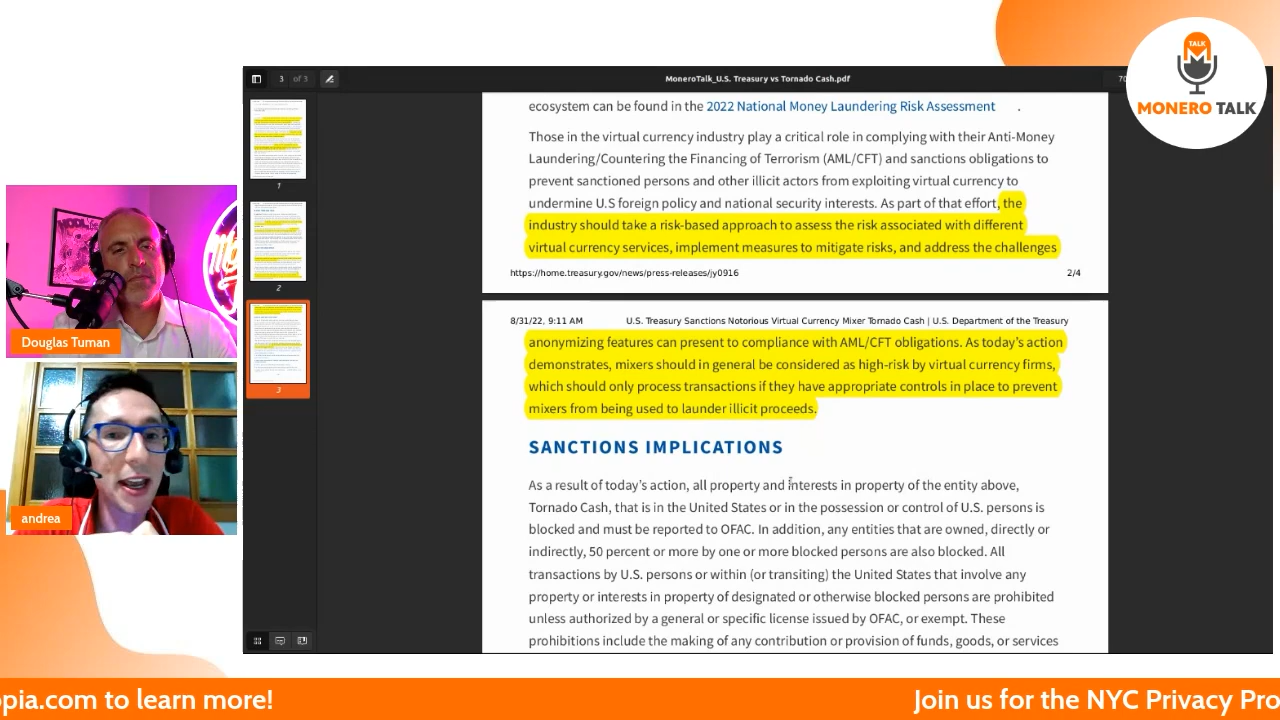 3 of 3
MoneroTalk_U.S. Treasury vs Tornado Cash.pdf
70
TALK
MONERO TALK
ecosystem can be found in the 2022 National Money Laundering Risk Assessment .
Those in the virtual currency industry play a critical role in complying with their Anti-Money
Laundering/Countering the Financing of Terrorism (AML/CFT) and sanctions obligations to
prevent sanctioned persons and other illicit actors from exploiting virtual currency to
undermine U.S foreign policy and national security interests. As part of that effort, the
industry should take a risk-based approach to assess the risk associated with different
virtual currency services, implement measures to mitigate risks, and address the challenges
https://home.treasury.gov/news/press-releases/jy0916
2/4
8/31/22, 9:11 AM
U.S. Treasury Sanctions Notorious Virtual Currency Mixer Tornado Cash | U.S. Department of the Treasury
anonymizing features can present to compliance with AML/CFT obligations. As today's action
demonstrates, mixers should in general be considered as high-risk by virtual currency firms,
which should only process transactions if they have appropriate controls in place to prevent
mixers from being used to launder illicit proceeds.
SANCTIONS IMPLICATIONS
As a result of today's action, all property and interests in property of the entity above,
Tornado Cash, that is in the United States or in the possession or control of U.S. persons is
blocked and must be reported to OFAC. In addition, any entities that are owned, directly or
indirectly, 50 percent or more by one or more blocked persons are also blocked. All
transactions by U.S. persons or within (or transiting) the United States that involve any
property or interests in property of designated or otherwise blocked persons are prohibited
unless authorized by a general or specific license issued by OFAC, or exempt. These
prohibitions include the making of any contribution or provision of funds, goods, or services
1
2
3
Douglas Tuman
andrea
opia.com to learn more!
Join us for the NYC Privacy Pro